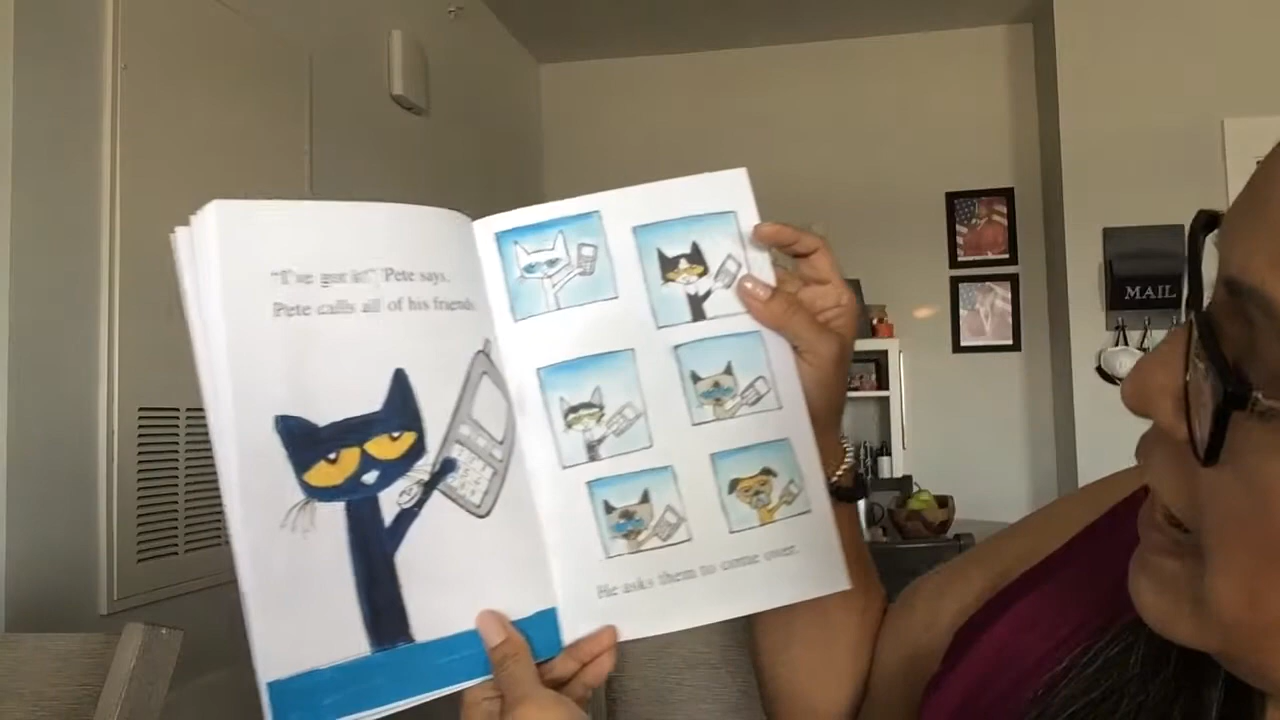 "I've got it!" Pete says.
Pete calls all of his friends.
He asks them to come over.
MAIL